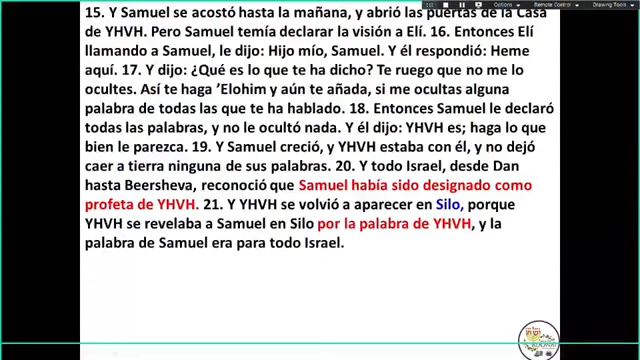 Options
Remote Control
Drawing Tools
15. Y Samuel se acostó hasta la mañana, y abrió las puertas de la Casa
de YHVH. Pero Samuel temía declarar la visión a Elí. 16. Entonces Elí
llamando a Samuel, le dijo: Hijo mío, Samuel. Y él respondió: Heme
aquí. 17. Y dijo: ¿Qué es lo que te ha dicho? Te ruego que no me lo
ocultes. Así te haga ’Elohim y aún te añada, si me ocultas alguna
palabra de todas las que te ha hablado. 18. Entonces Samuel le declaró
todas las palabras, y no le ocultó nada. Y él dijo: YHVH es; haga lo que
bien le parezca. 19. Y Samuel creció, y YHVH estaba con él, y no dejó
caer a tierra ninguna de sus palabras. 20. Y todo Israel, desde Dan
hasta Beersheva, reconoció que Samuel había sido designado como
profeta de YHVH. 21. Y YHVH se volvió a aparecer en Silo, porque
YHVH se revelaba a Samuel en Silo por la palabra de YHVH, y la
palabra de Samuel era para todo Israel.